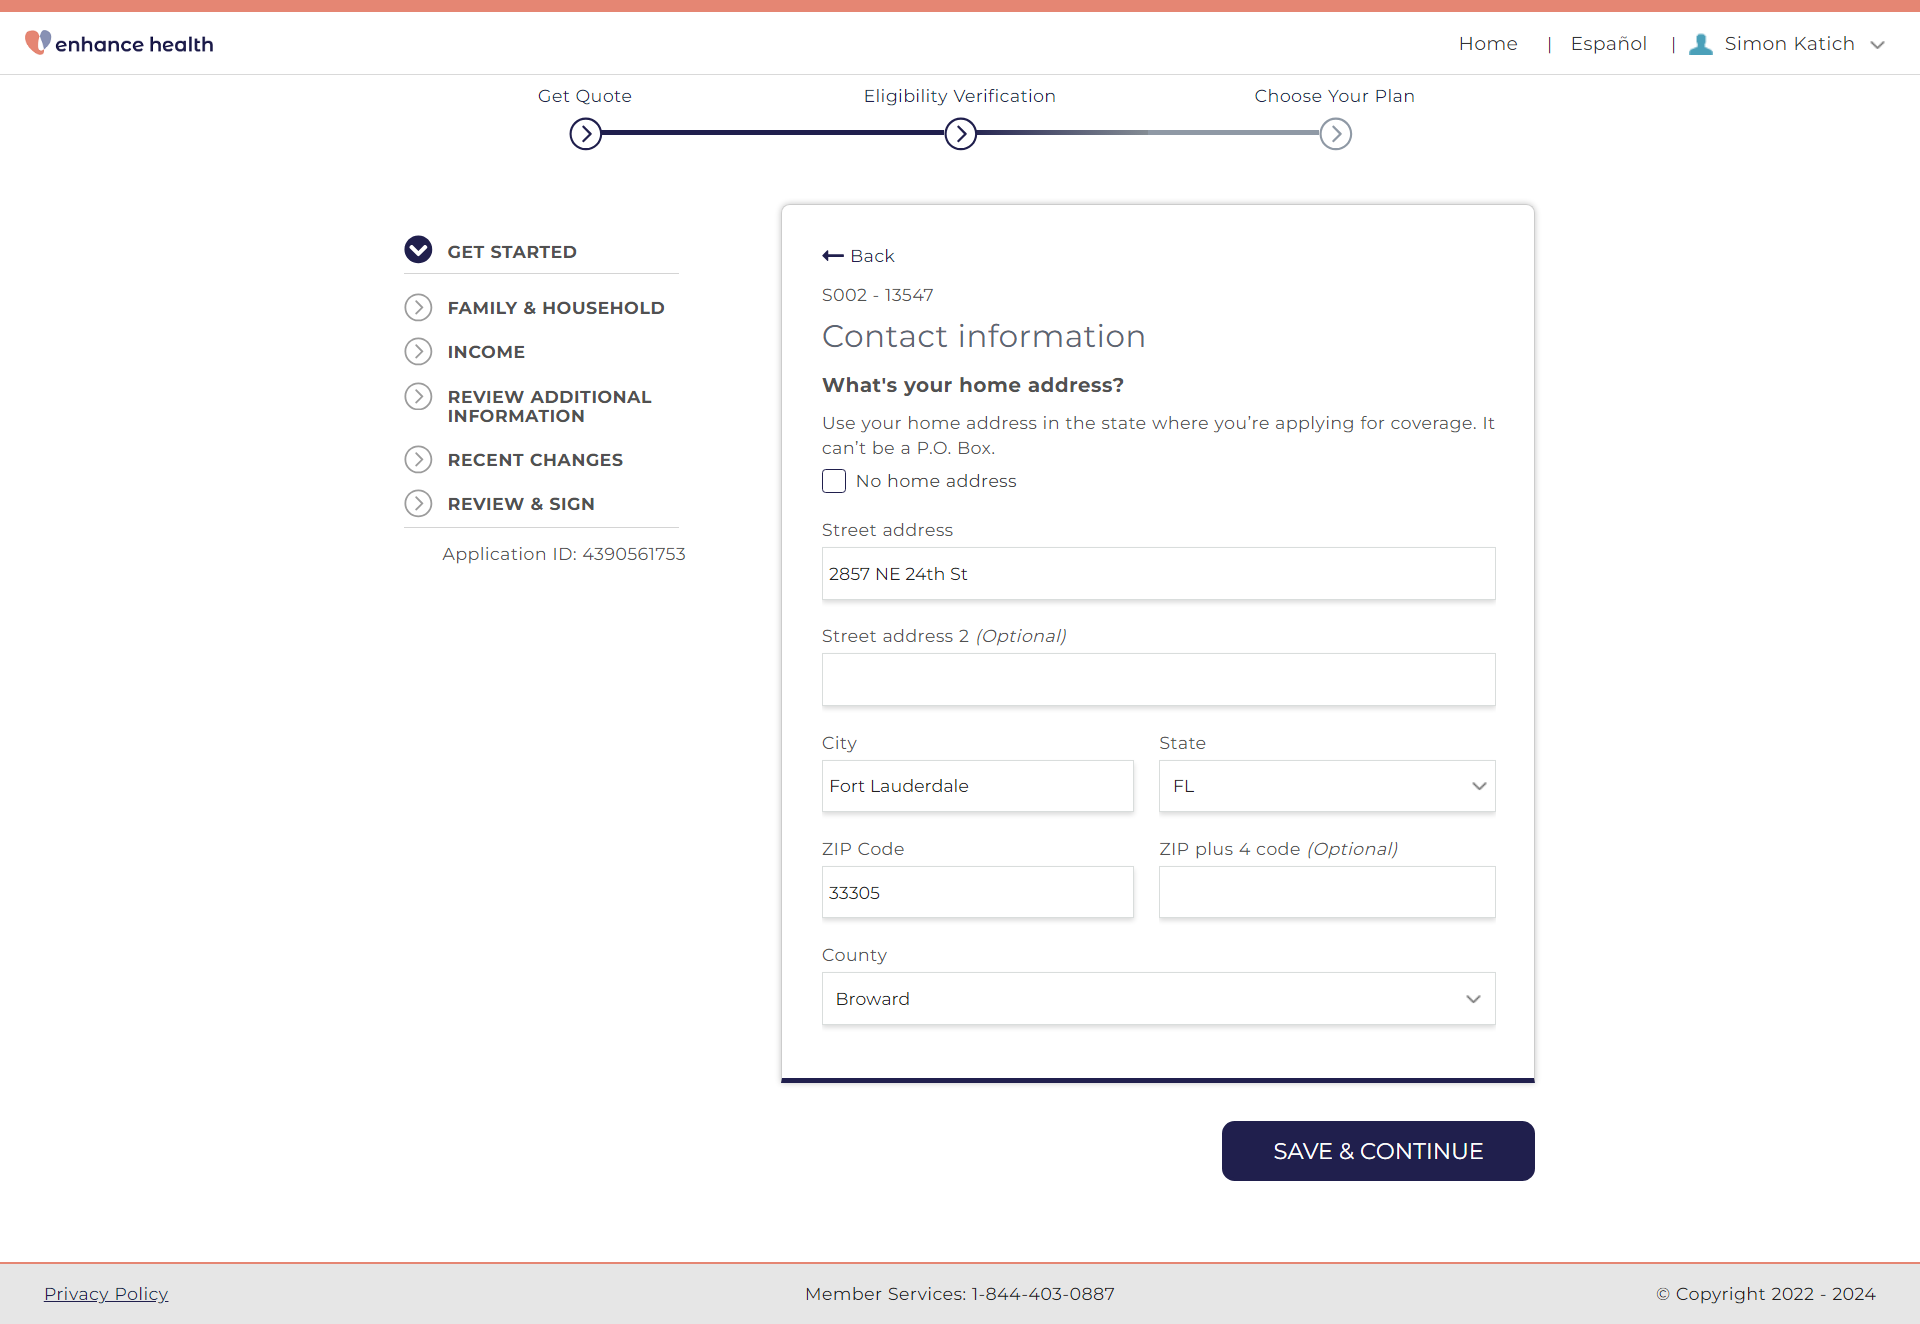 enhance health
Home | Español | Simon Katich
Get Quote
Eligibility Verification
Choose Your Plan
GET STARTED
FAMILY & HOUSEHOLD
INCOME
REVIEW ADDITIONAL
INFORMATION
RECENT CHANGES
REVIEW & SIGN
Application ID: 4390561753
Back
S002 - 13547
Contact information
What's your home address?
Use your home address in the state where you’re applying for coverage. It
can’t be a P.O. Box.
No home address
Street address
2857 NE 24th St
Street address 2 (Optional)
City
State
Fort Lauderdale
FL
ZIP Code
ZIP plus 4 code (Optional)
33305
County
Broward
SAVE & CONTINUE
Privacy Policy
Member Services: 1-844-403-0887
© Copyright 2022 - 2024